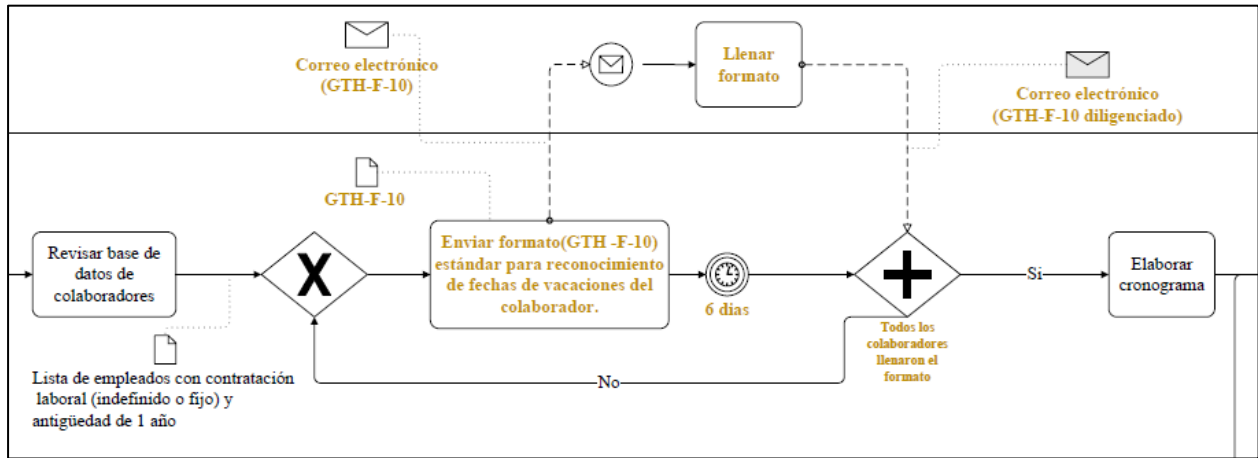 Correo electrónico
(GTH-F-10)
Llenar
formato
Correo electrónico
(GTH-F-10 diligenciado)
GTH-F-10
Revisar base de
datos de
colaboradores
X
Enviar formato(GTH -F-10)
estándar para reconocimiento
de fechas de vacaciones del
colaborador.
6 dias
Todos los
colaboradores
llenaron el
formato
Si
Elaborar
cronograma
No
Lista de empleados con contratación
laboral (indefinido o fijo) y
antigüedad de 1 año